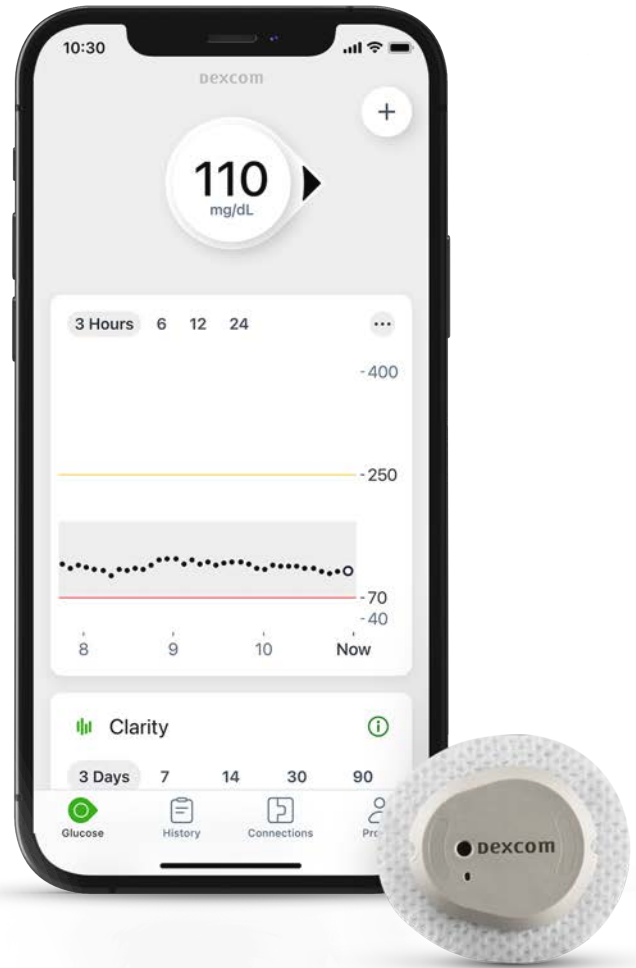 10:30
Dexcom
+
110
mg/dL
3 Hours 6 12 24
-400
-250
-70
-40
8 9 10 Now
Clarity
3 Days 7 14 30 90
Glucose History Connections
Dexcom